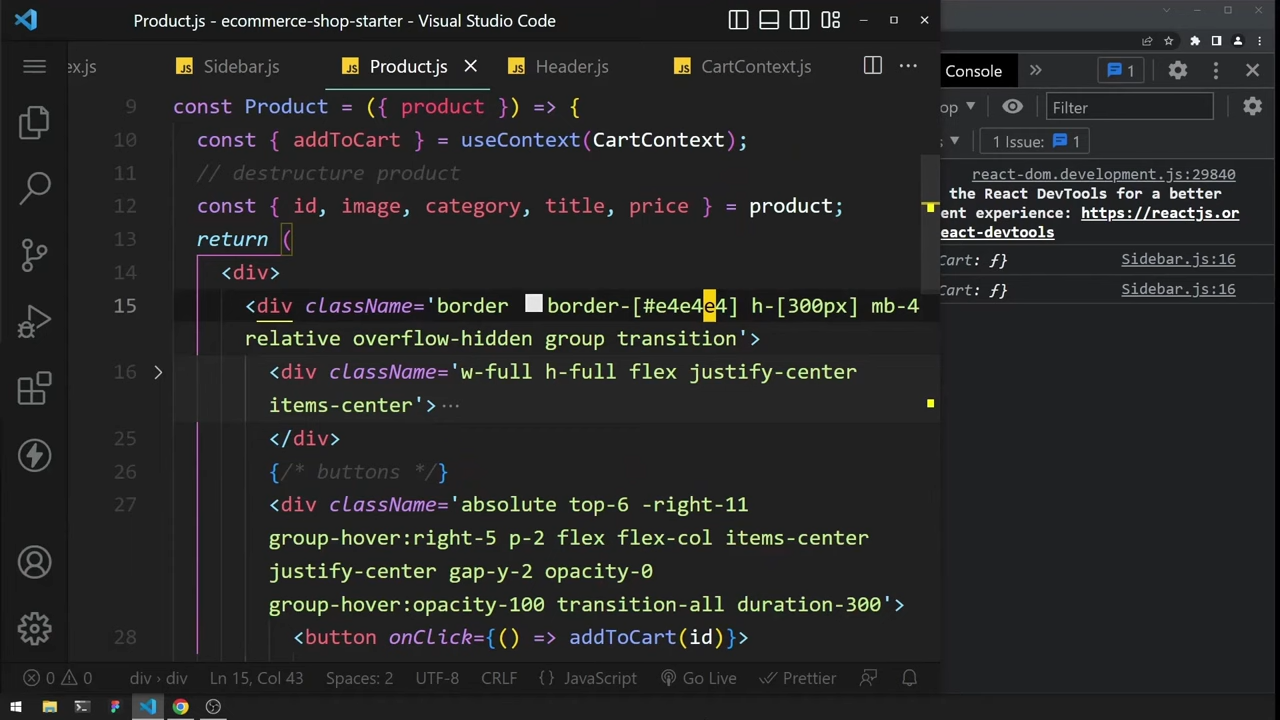 Product.js - ecommerce-shop-starter - Visual Studio Code
ex.js
Sidebar.js
Product.js
Header.js
CartContext.js
9 const Product = ({ product }) => {
10 const { addToCart } = useContext(CartContext);
11 // destructure product
12 const { id, image, category, title, price } = product;
13 return (
14 <div>
15 <div className='border border-[#e4e4e4] h-[300px] mb-4
relative overflow-hidden group transition'>
16 <div className='w-full h-full flex justify-center
items-center'>···
25 </div>
26 {/* buttons */}
27 <div className='absolute top-6 -right-11
group-hover:right-5 p-2 flex flex-col items-center
justify-center gap-y-2 opacity-0
group-hover:opacity-100 transition-all duration-300'>
28 <button onClick={() => addToCart(id)}>
0 0 div › div Ln 15, Col 43 Spaces: 2 UTF-8 CRLF {} JavaScript Go Live Prettier
Console » 1
op Filter
s 1 Issue: 1
react-dom.development.js:29840
the React DevTools for a better
ent experience: https://reactjs.or
eact-devtools
Cart: ƒ} Sidebar.js:16
Cart: ƒ} Sidebar.js:16